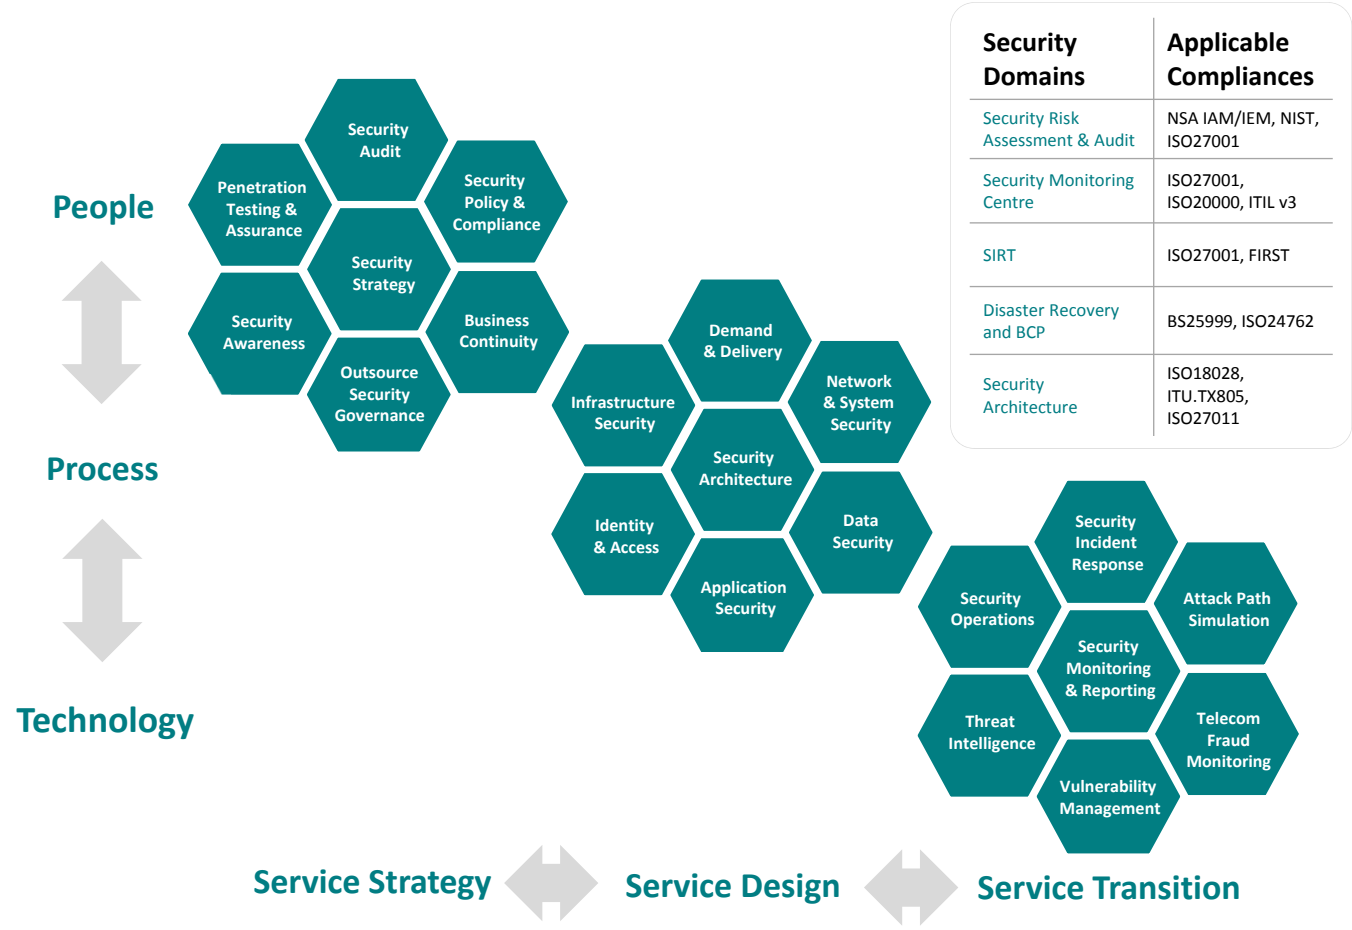 Security
Domains
Applicable
Compliances
Security Risk
Assessment & Audit
NSA IAM/IEM, NIST,
ISO27001
Security Monitoring
Centre
ISO27001,
ISO20000, ITIL v3
SIRT
ISO27001, FIRST
Disaster Recovery
and BCP
BS25999, ISO24762
Security
Architecture
ISO18028,
ITU.TX805,
ISO27011
People
Process
Technology
Security
Audit
Penetration
Testing &
Assurance
Security
Policy &
Compliance
Security
Strategy
Security
Awareness
Business
Continuity
Outsource
Security
Governance
Demand
& Delivery
Infrastructure
Security
Network
& System
Security
Security
Architecture
Identity
& Access
Data
Security
Application
Security
Security
Incident
Response
Security
Operations
Attack Path
Simulation
Security
Monitoring
& Reporting
Threat
Intelligence
Telecom
Fraud
Monitoring
Vulnerability
Management
Service Strategy
Service Design
Service Transition